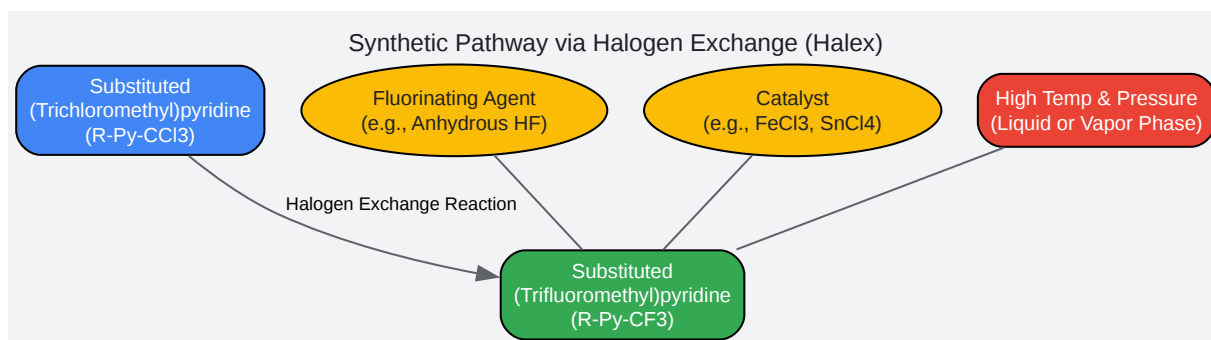 Synthetic Pathway via Halogen Exchange (Halex)
Substituted
(Trichloromethyl)pyridine
(R-Py-CCl3)
Fluorinating Agent
(e.g., Anhydrous HF)
Catalyst
(e.g., FeCl3, SnCl4)
High Temp & Pressure
(Liquid or Vapor Phase)
Halogen Exchange Reaction
Substituted
(Trifluoromethyl)pyridine
(R-Py-CF3)